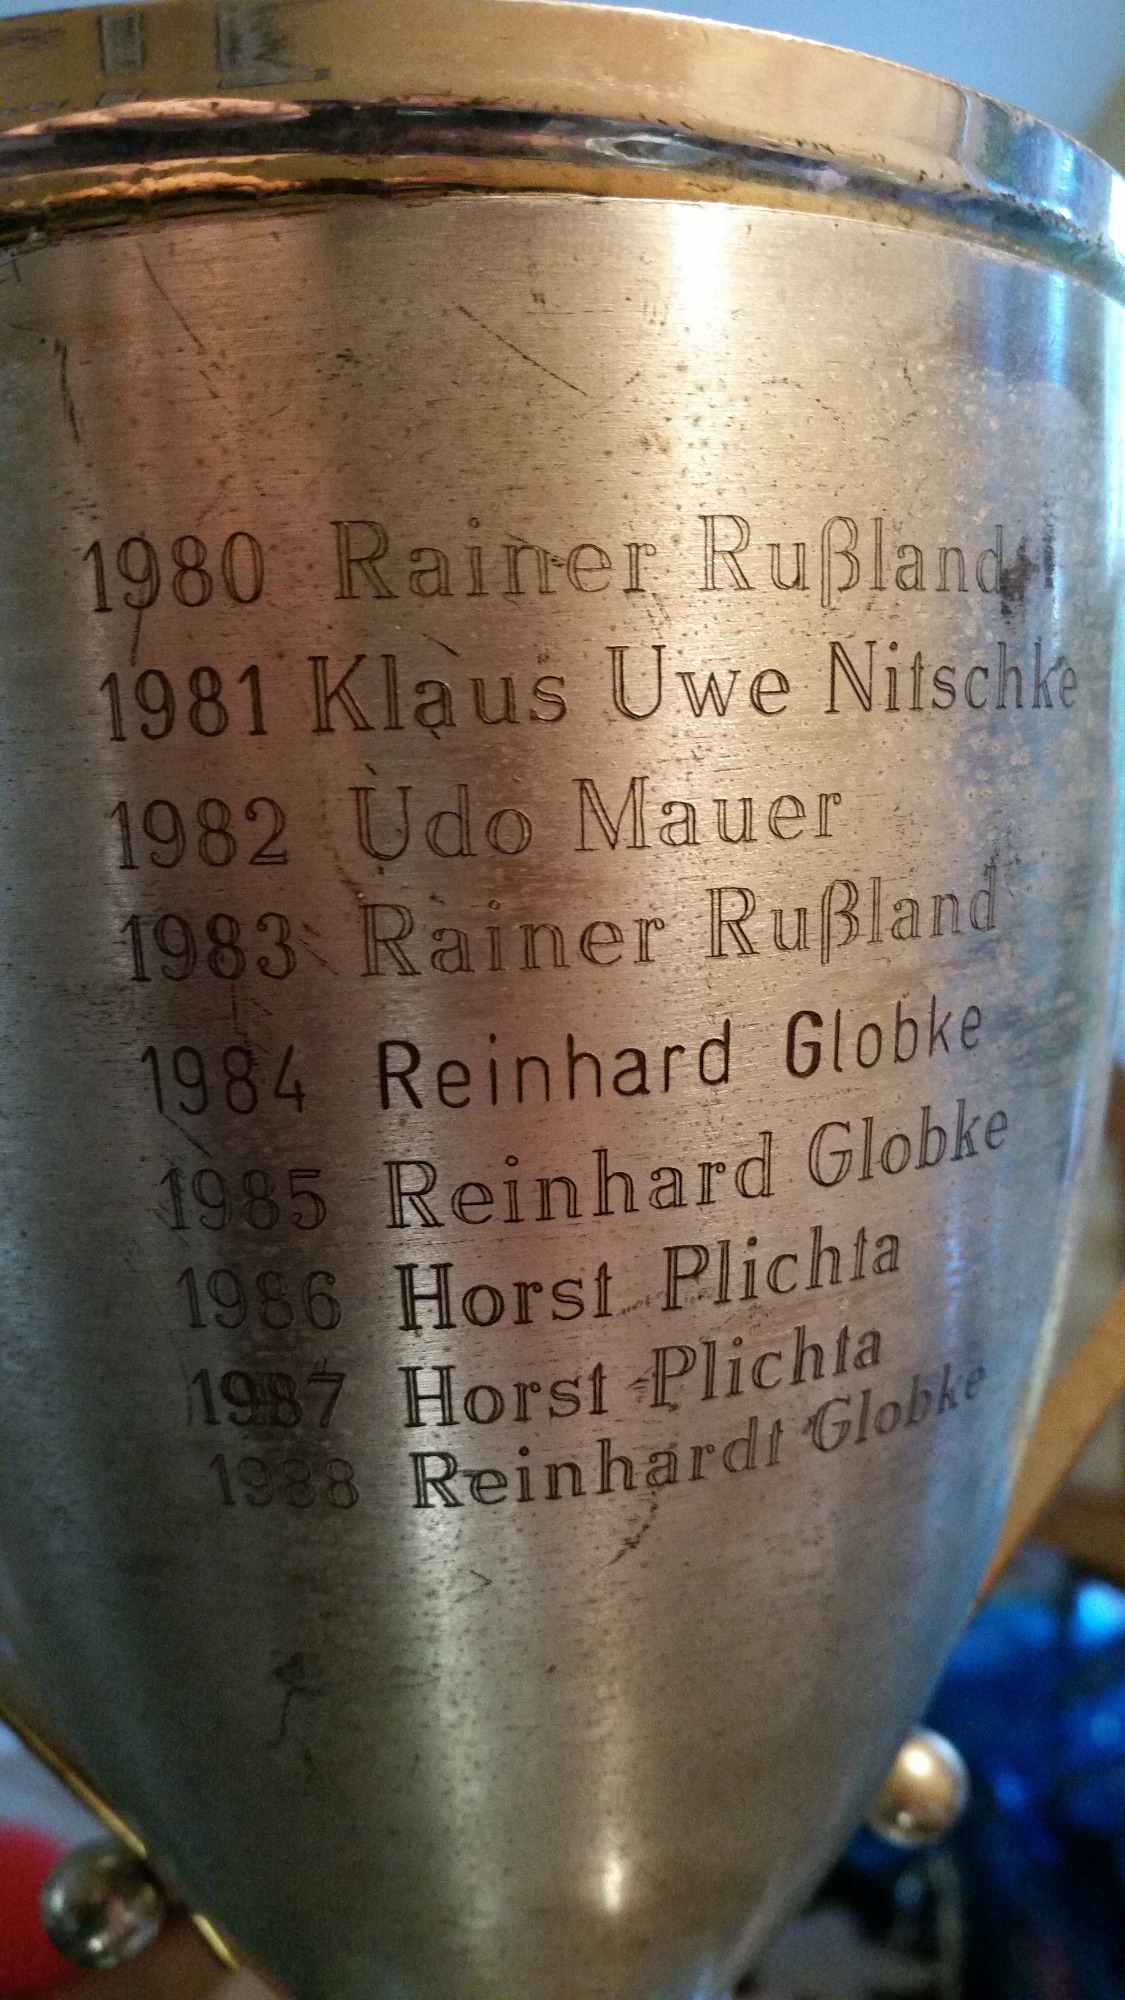 1980 Rainer Rußland
1981 Klaus Uwe Nitschke
1982 Udo Mauer
1983 Rainer Rußland
1984 Reinhard Globke
1985 Reinhard Globke
1986 Horst Plichta
1987 Horst Plichta
1988 Reinhardt Globke